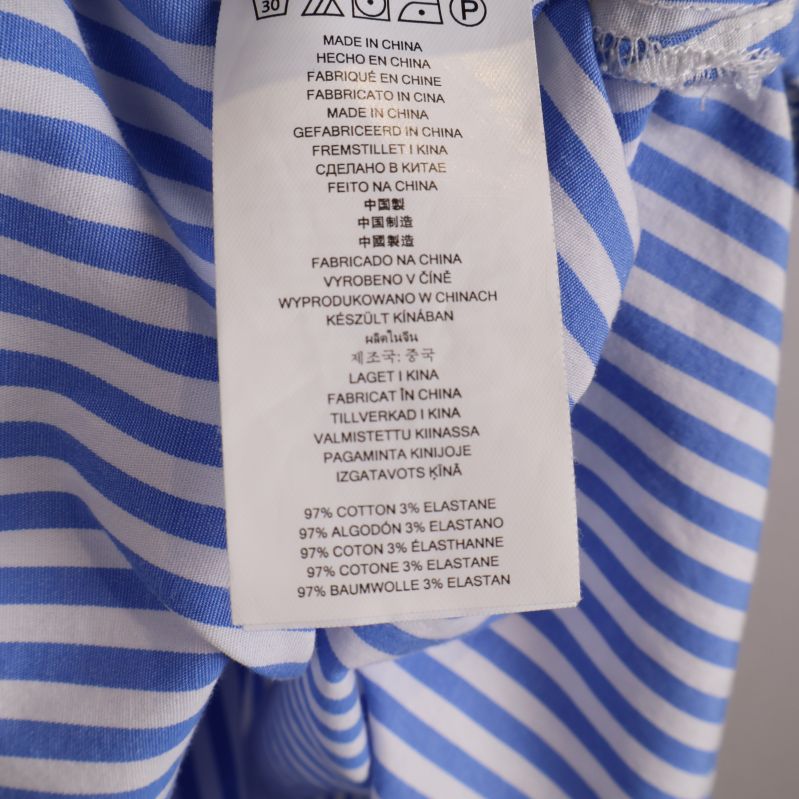 30 P
MADE IN CHINA
HECHO EN CHINA
FABRIQUÉ EN CHINE
FABBRICATO IN CINA
MADE IN CHINA
GEFABRICEERD IN CHINA
FREMSTILLET I KINA
СДЕЛАНО В КИТАЕ
FEITO NA CHINA
中国製
中国制造
中國製造
FABRICADO NA CHINA
VYROBENO V ČÍNĚ
WYPRODUKOWANO W CHINACH
KÉSZÜLT KÍNÁBAN
ผลิตในจีน
제조국: 중국
LAGET I KINA
FABRICAT ÎN CHINA
TILLVERKAD I KINA
VALMISTETTU KIINASSA
PAGAMINTA KINIJOJE
IZGATAVOTS ĶĪNĀ
97% COTTON 3% ELASTANE
97% ALGODÓN 3% ELASTANO
97% COTON 3% ÉLASTHANNE
97% COTONE 3% ELASTANE
97% BAUMWOLLE 3% ELASTAN